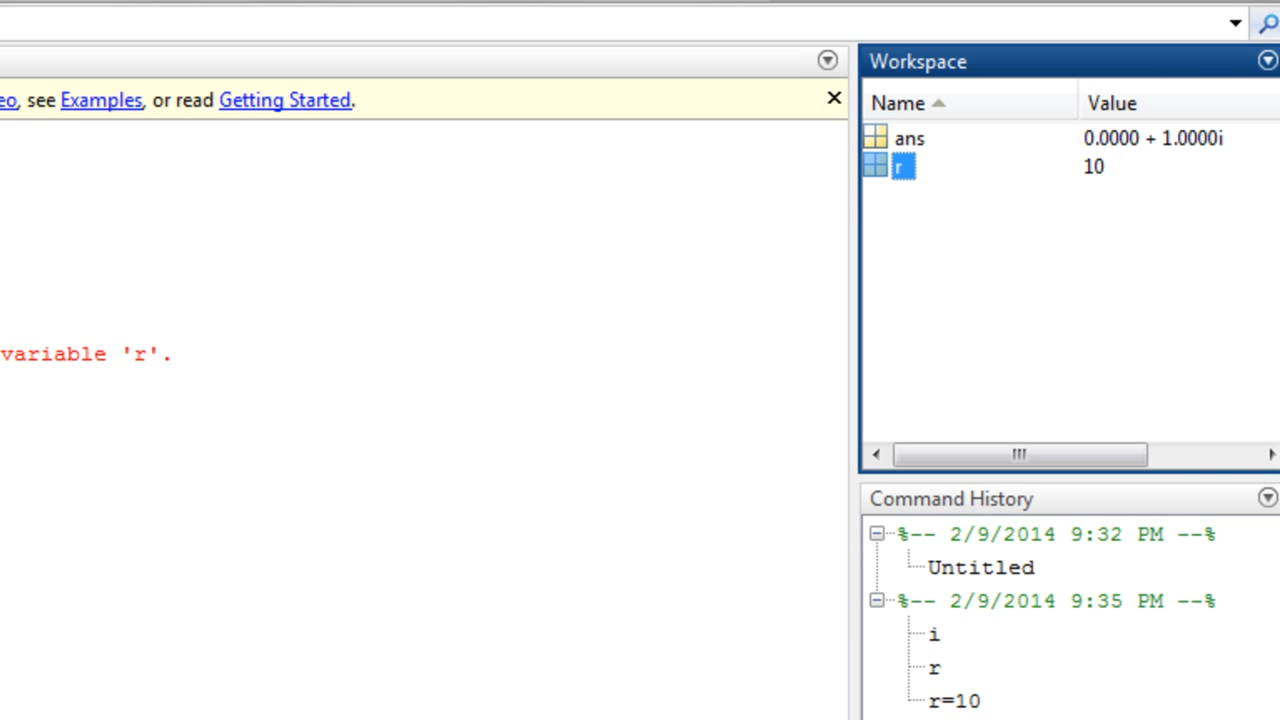 eo, see Examples, or read Getting Started.
variable 'r'.
Workspace
Name Value
ans 0.0000 + 1.0000i
r 10
Command History
%-- 2/9/2014 9:32 PM --%
Untitled
%-- 2/9/2014 9:35 PM --%
i
r
r=10